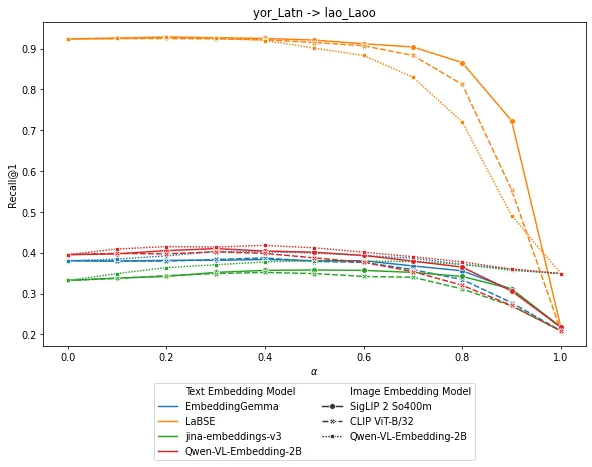 yor_Latn -> lao_Laoo
Recall@1
0.9
0.8
0.7
0.6
0.5
0.4
0.3
0.2
0.0 0.2 0.4 0.6 0.8 1.0
α
Text Embedding Model Image Embedding Model
EmbeddingGemma SigLIP 2 So400m
LaBSE CLIP ViT-B/32
jina-embeddings-v3 Qwen-VL-Embedding-2B
Qwen-VL-Embedding-2B